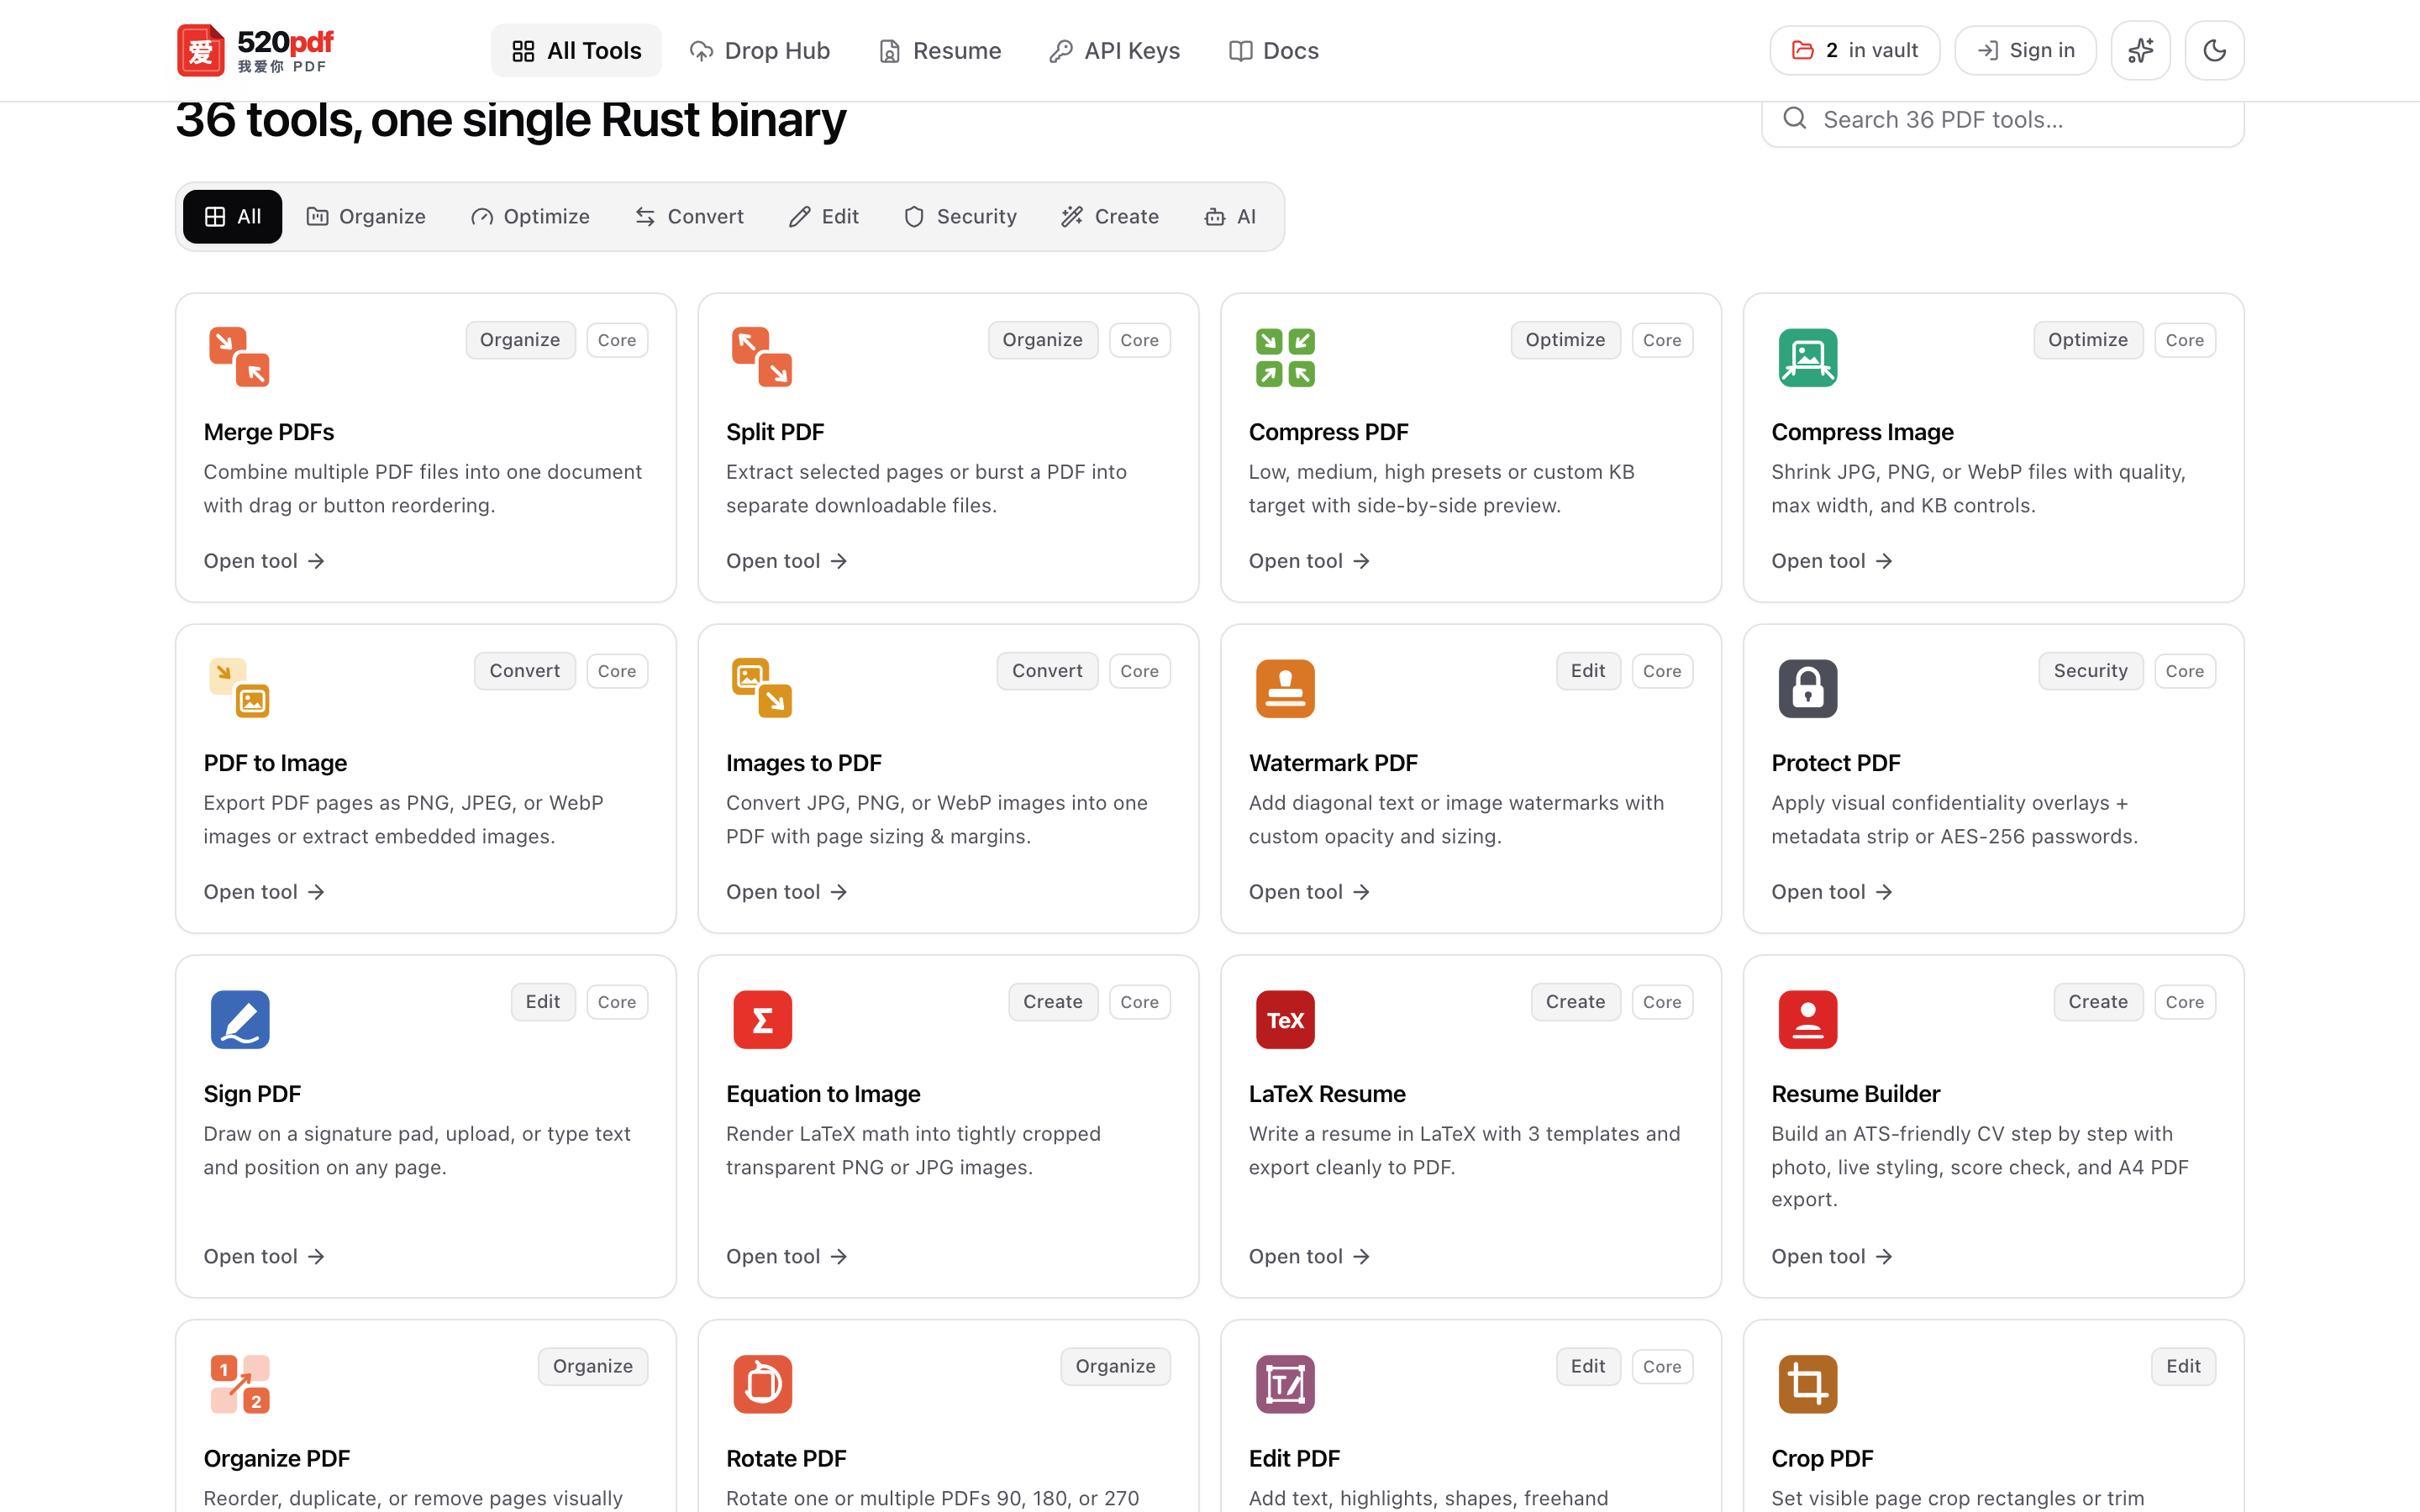 520pdf
我爱你 PDF
爱
All Tools
Drop Hub
Resume
API Keys
Docs
2 in vault
Sign in
36 tools, one single Rust binary
Search 36 PDF tools...
All
Organize
Optimize
Convert
Edit
Security
Create
AI
Organize
Core
Merge PDFs
Combine multiple PDF files into one document
with drag or button reordering.
Open tool →
Organize
Core
Split PDF
Extract selected pages or burst a PDF into
separate downloadable files.
Open tool →
Optimize
Core
Compress PDF
Low, medium, high presets or custom KB
target with side-by-side preview.
Open tool →
Optimize
Core
Compress Image
Shrink JPG, PNG, or WebP files with quality,
max width, and KB controls.
Open tool →
Convert
Core
PDF to Image
Export PDF pages as PNG, JPEG, or WebP
images or extract embedded images.
Open tool →
Convert
Core
Images to PDF
Convert JPG, PNG, or WebP images into one
PDF with page sizing & margins.
Open tool →
Edit
Core
Watermark PDF
Add diagonal text or image watermarks with
custom opacity and sizing.
Open tool →
Security
Core
Protect PDF
Apply visual confidentiality overlays +
metadata strip or AES-256 passwords.
Open tool →
Edit
Core
Sign PDF
Draw on a signature pad, upload, or type text
and position on any page.
Open tool →
Σ
Create
Core
Equation to Image
Render LaTeX math into tightly cropped
transparent PNG or JPG images.
Open tool →
TeX
Create
Core
LaTeX Resume
Write a resume in LaTeX with 3 templates and
export cleanly to PDF.
Open tool →
Create
Core
Resume Builder
Build an ATS-friendly CV step by step with
photo, live styling, score check, and A4 PDF
export.
Open tool →
1
2
Organize
Organize PDF
Reorder, duplicate, or remove pages visually
Organize
Rotate PDF
Rotate one or multiple PDFs 90, 180, or 270
T
Edit
Core
Edit PDF
Add text, highlights, shapes, freehand
Edit
Crop PDF
Set visible page crop rectangles or trim